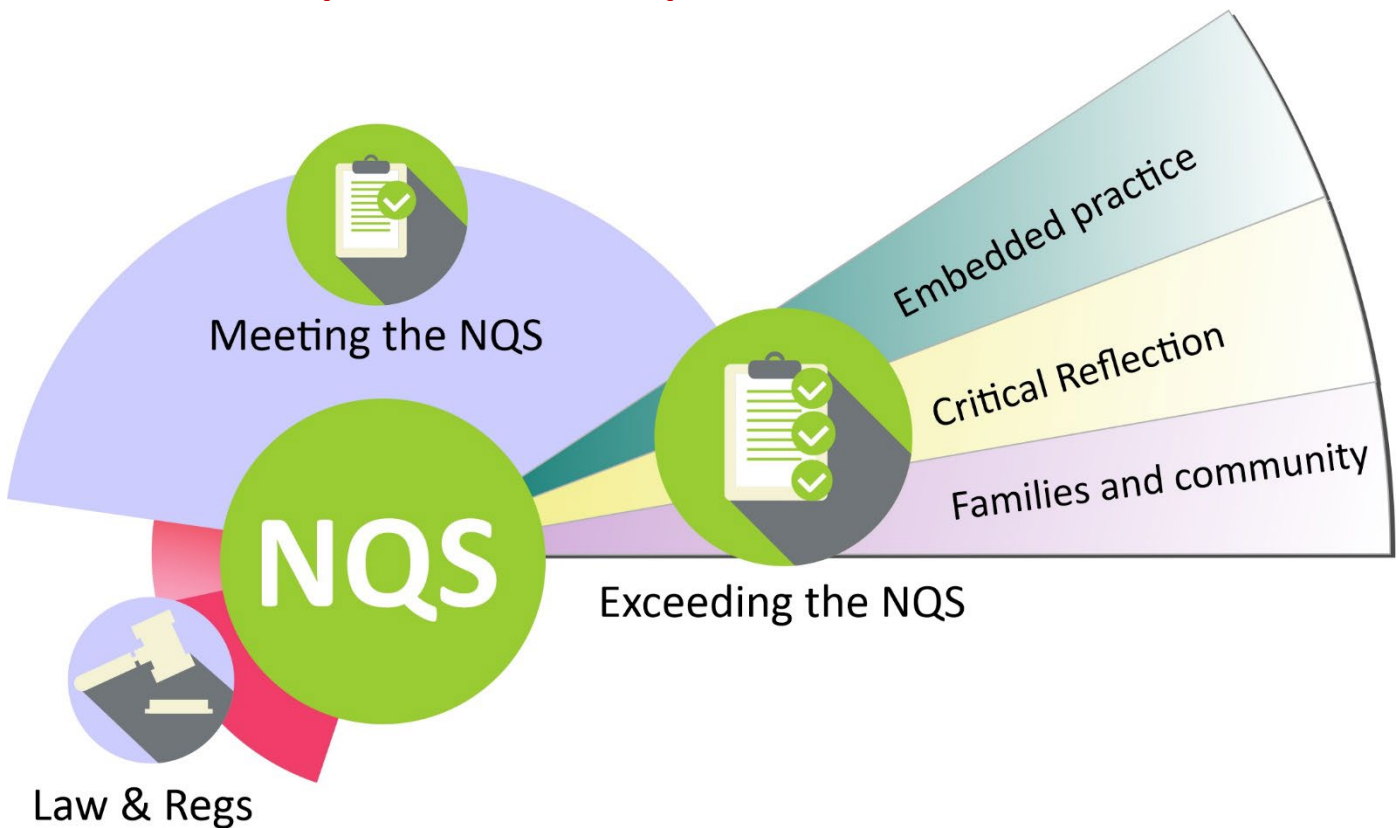 Meeting the NQS
Embedded practice
Critical Reflection
Families and community
NQS
Exceeding the NQS
Law & Regs